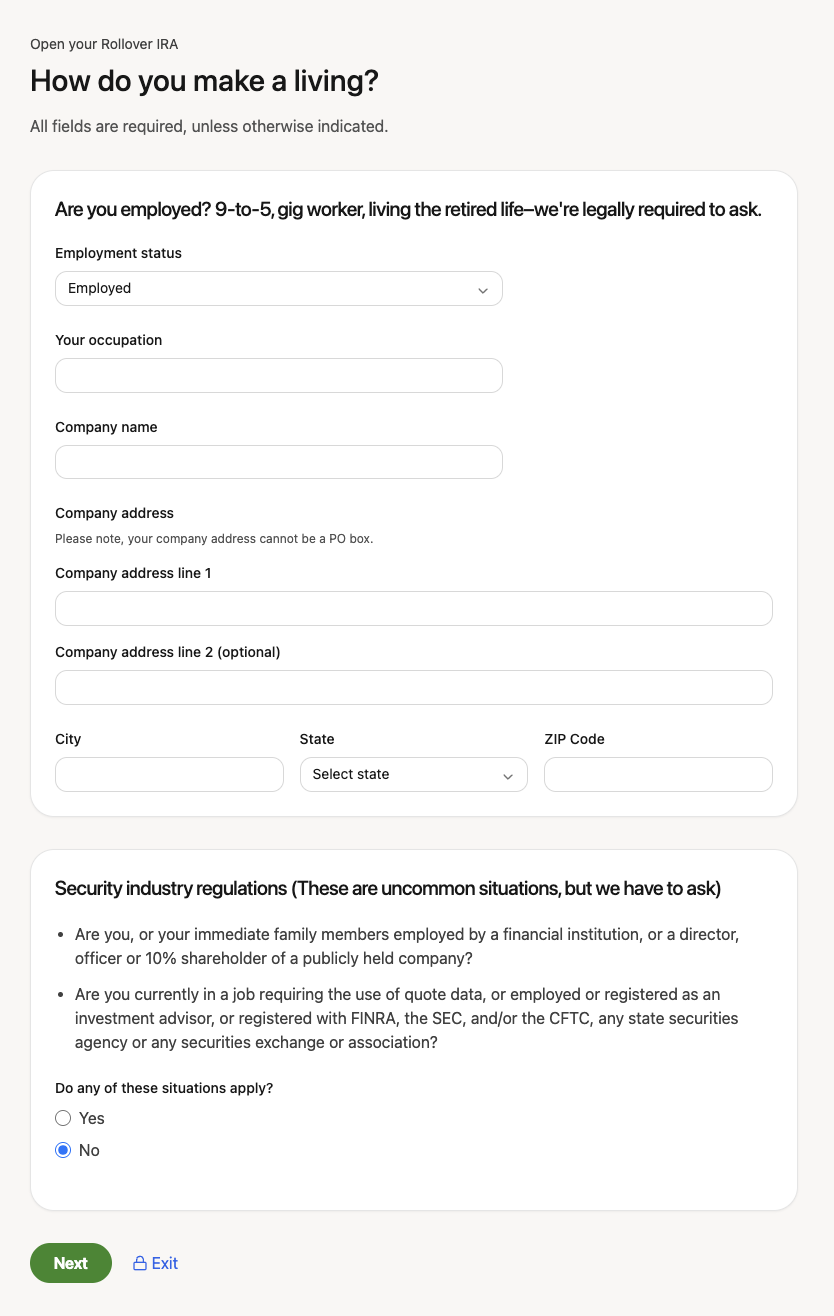 Open your Rollover IRA
How do you make a living?
All fields are required, unless otherwise indicated.
Are you employed? 9-to-5, gig worker, living the retired life–we're legally required to ask.
Employment status
Employed
Your occupation
Company name
Company address
Please note, your company address cannot be a PO box.
Company address line 1
Company address line 2 (optional)
City State ZIP Code
Select state
Security industry regulations (These are uncommon situations, but we have to ask)
• Are you, or your immediate family members employed by a financial institution, or a director,
officer or 10% shareholder of a publicly held company?
• Are you currently in a job requiring the use of quote data, or employed or registered as an
investment advisor, or registered with FINRA, the SEC, and/or the CFTC, any state securities
agency or any securities exchange or association?
Do any of these situations apply?
Yes
No
Next Exit